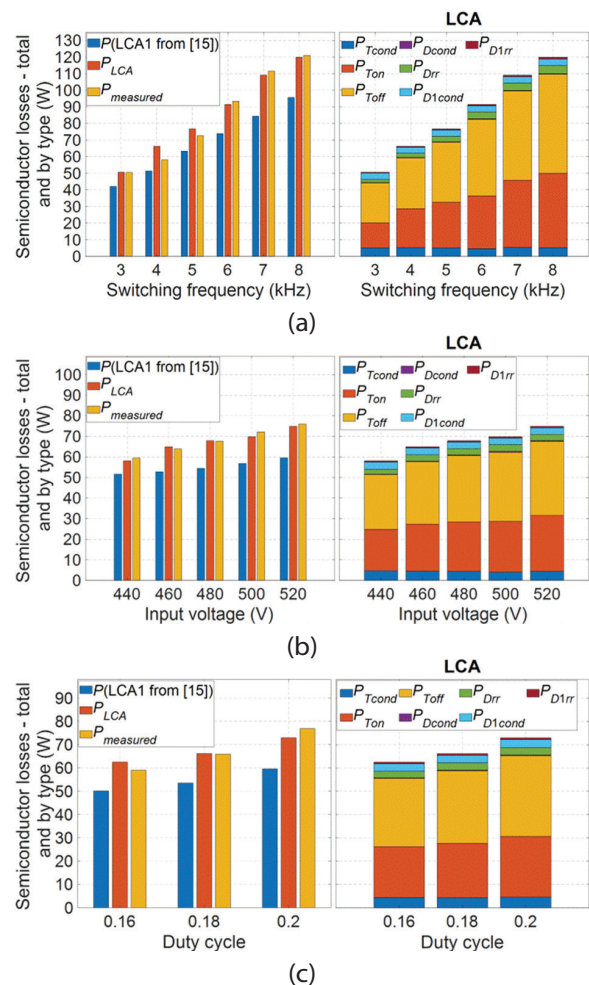 LCA
130
120
110
100
90
80
70
60
50
40
30
20
10
0
Semiconductor losses - total
and by type (W)
P(LCA1 from [15])
P_LCA
P_measured
3 4 5 6 7 8
Switching frequency (kHz)
P_Tcond P_Dcond P_D1rr
P_Ton P_Drr
P_Toff P_D1cond
3 4 5 6 7 8
Switching frequency (kHz)
(a)
LCA
100
90
80
70
60
50
40
30
20
10
0
Semiconductor losses - total
and by type (W)
P(LCA1 from [15])
P_LCA
P_measured
440 460 480 500 520
Input voltage (V)
P_Tcond P_Dcond P_D1rr
P_Ton P_Drr
P_Toff P_D1cond
440 460 480 500 520
Input voltage (V)
(b)
LCA
90
80
70
60
50
40
30
20
10
0
Semiconductor losses - total
and by type (W)
P(LCA1 from [15])
P_LCA
P_measured
0.16 0.18 0.2
Duty cycle
P_Tcond P_Toff P_Drr P_D1rr
P_Ton P_Dcond P_D1cond
0.16 0.18 0.2
Duty cycle
(c)